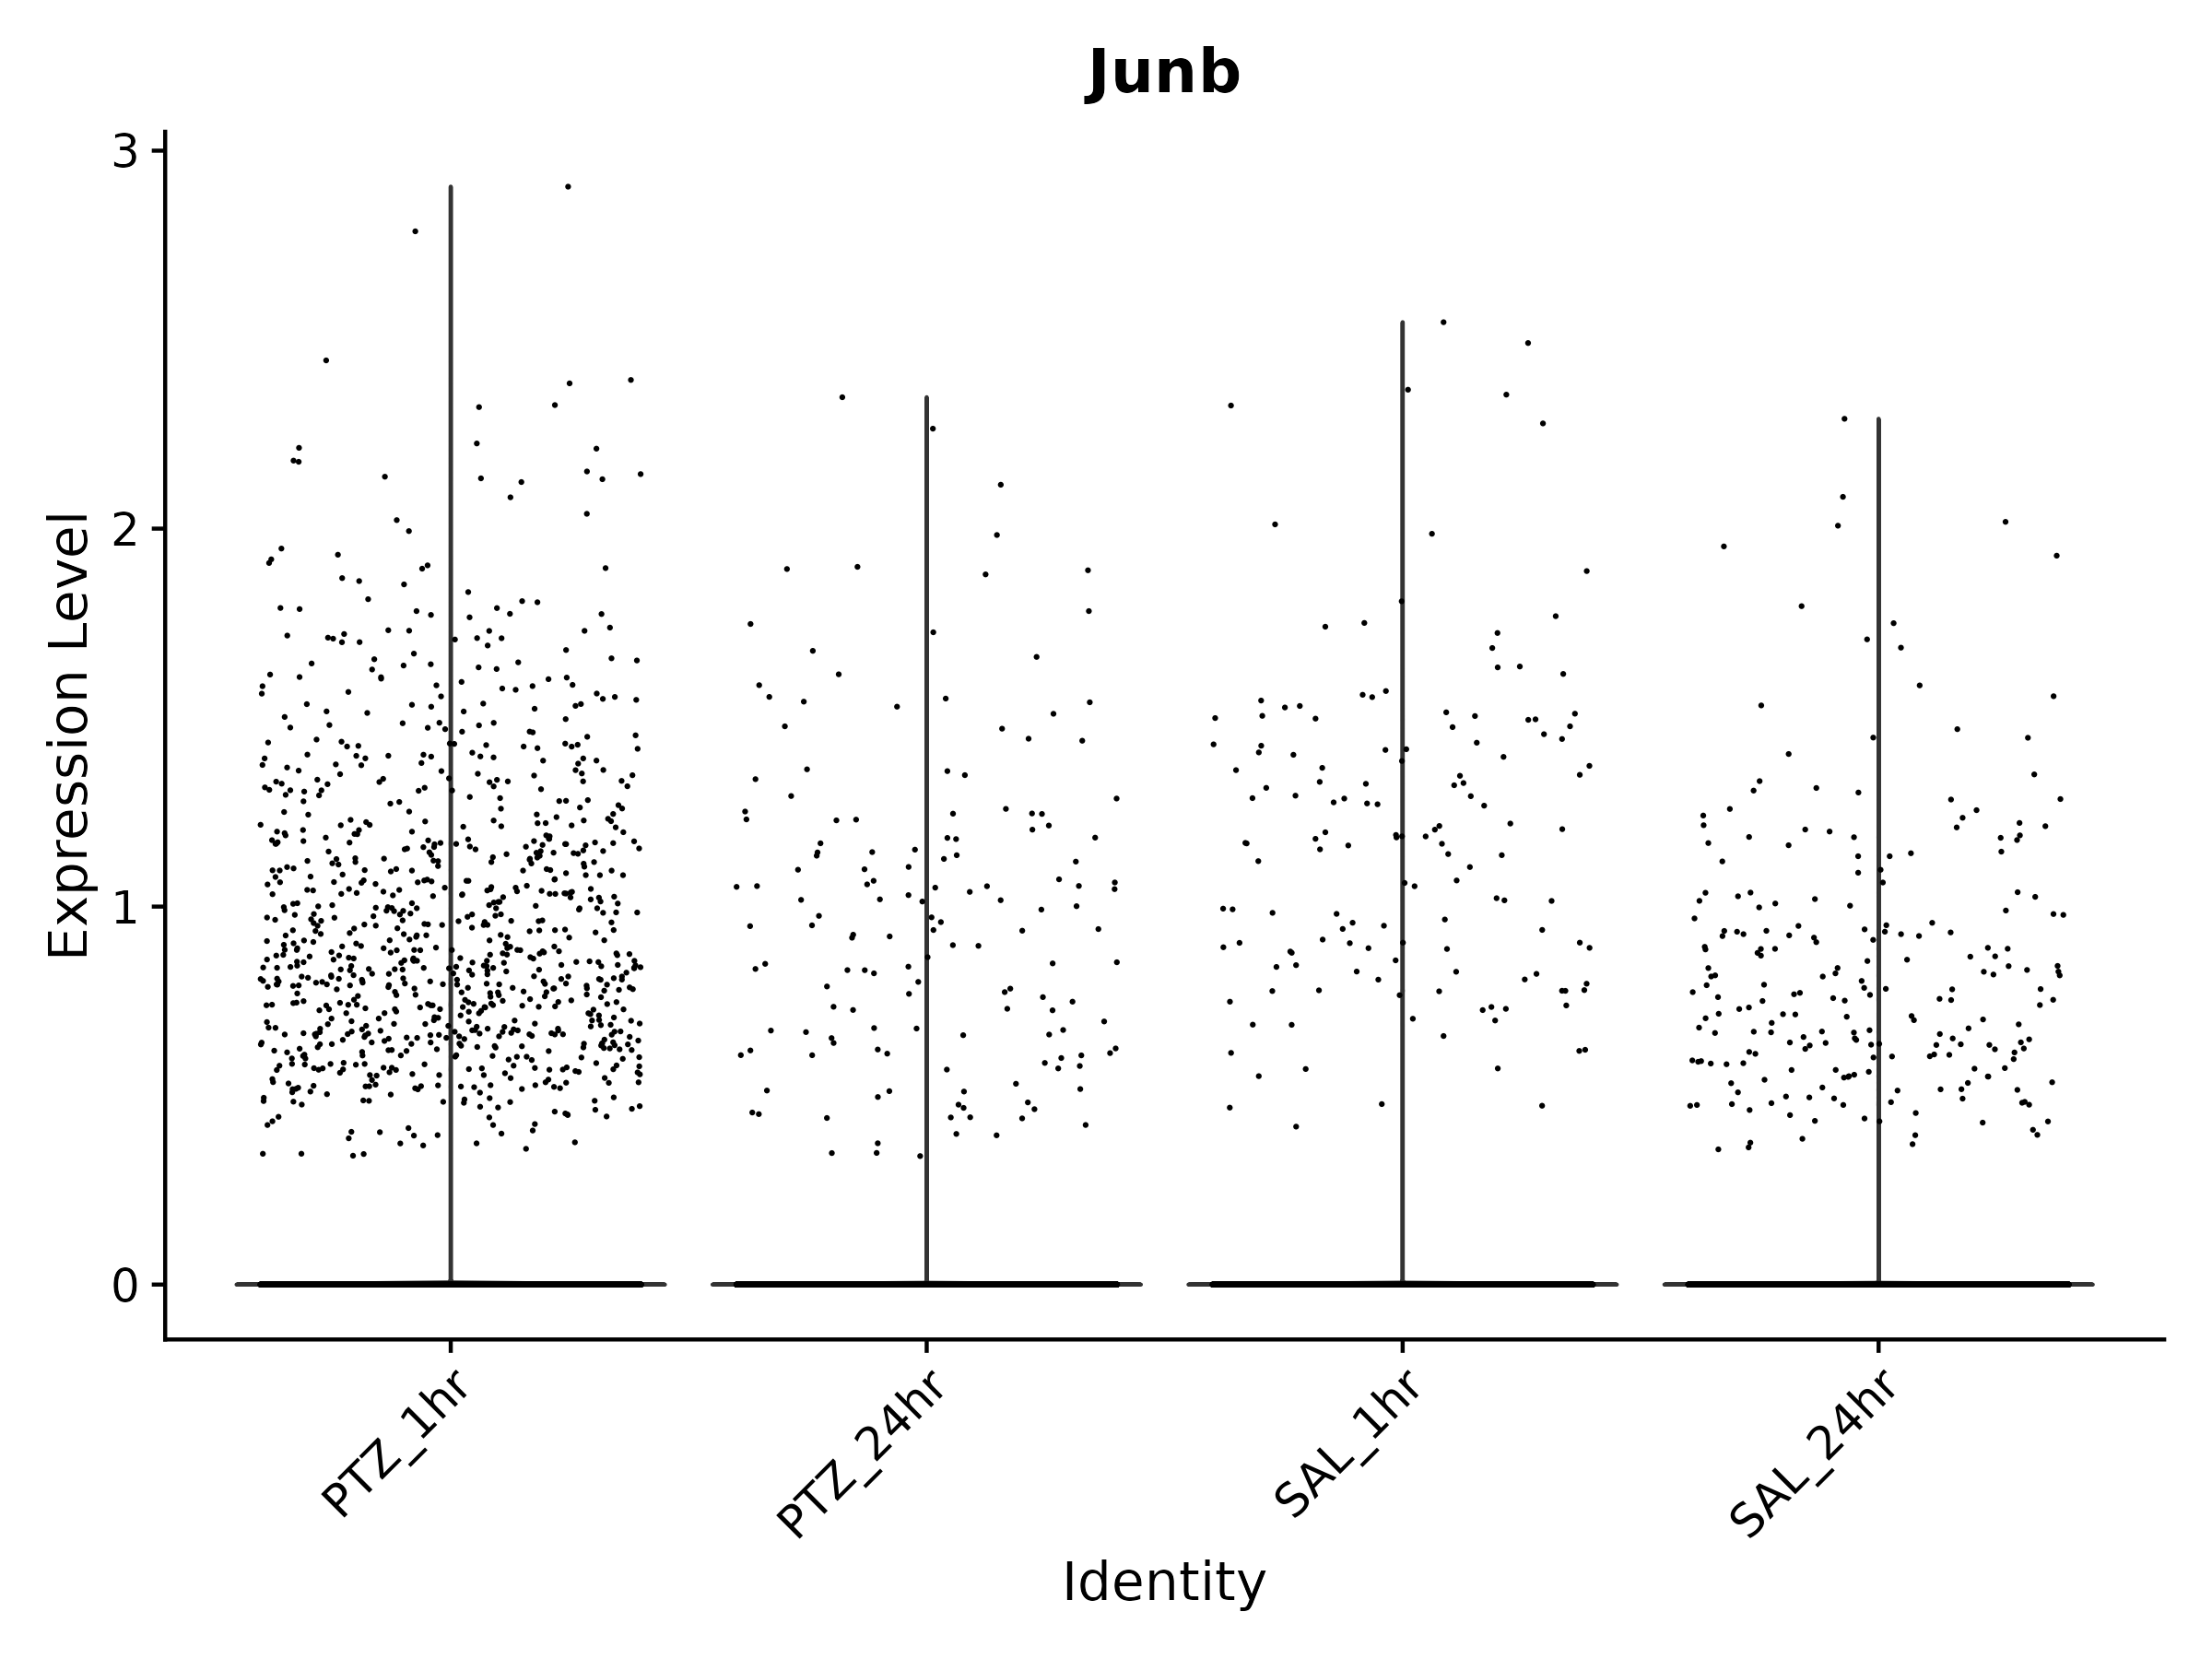 Junb
3
2
1
0
Expression Level
PTZ_1hr
PTZ_24hr
SAL_1hr
SAL_24hr
Identity